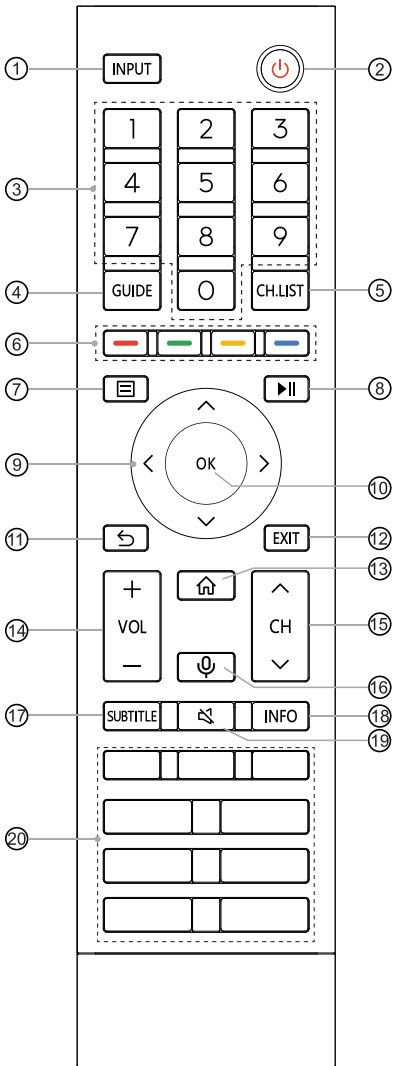 ① INPUT ②
1 2 3
③ 4 5 6
7 8 9
④ GUIDE 0 CH.LIST ⑤
⑥
⑦ ⑧
⑨ OK
⑩
⑪ EXIT ⑫
⑬
+
⑭ VOL CH ⑮
−
⑯
⑰ SUBTITLE INFO ⑱
⑲
⑳